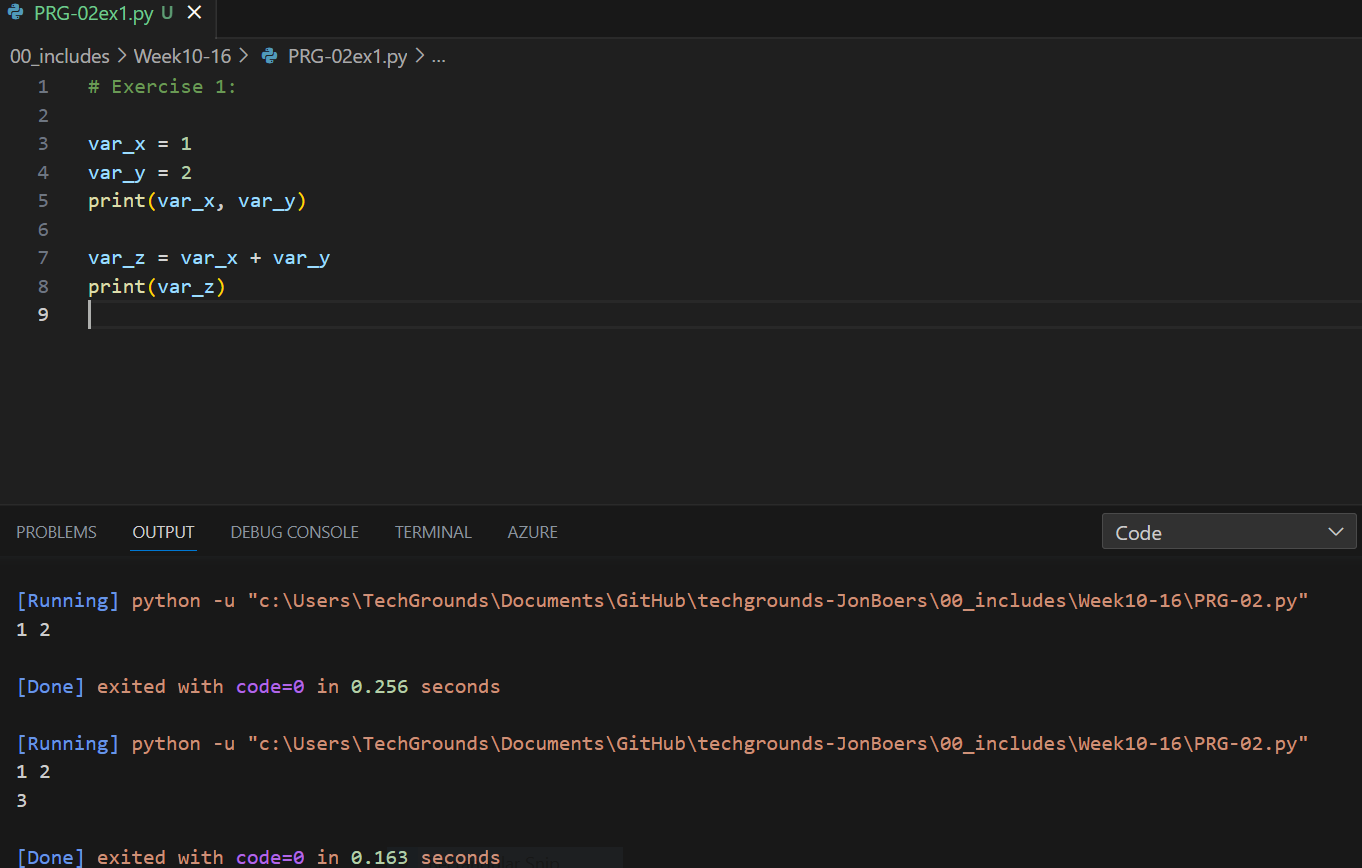 PRG-02ex1.py U
00_includes > Week10-16 > PRG-02ex1.py > ...
1 # Exercise 1:
2
3 var_x = 1
4 var_y = 2
5 print(var_x, var_y)
6
7 var_z = var_x + var_y
8 print(var_z)
9
PROBLEMS OUTPUT DEBUG CONSOLE TERMINAL AZURE Code
[Running] python -u "c:\Users\TechGrounds\Documents\GitHub\techgrounds-JonBoers\00_includes\Week10-16\PRG-02.py"
1 2
[Done] exited with code=0 in 0.256 seconds
[Running] python -u "c:\Users\TechGrounds\Documents\GitHub\techgrounds-JonBoers\00_includes\Week10-16\PRG-02.py"
1 2
3
[Done] exited with code=0 in 0.163 seconds